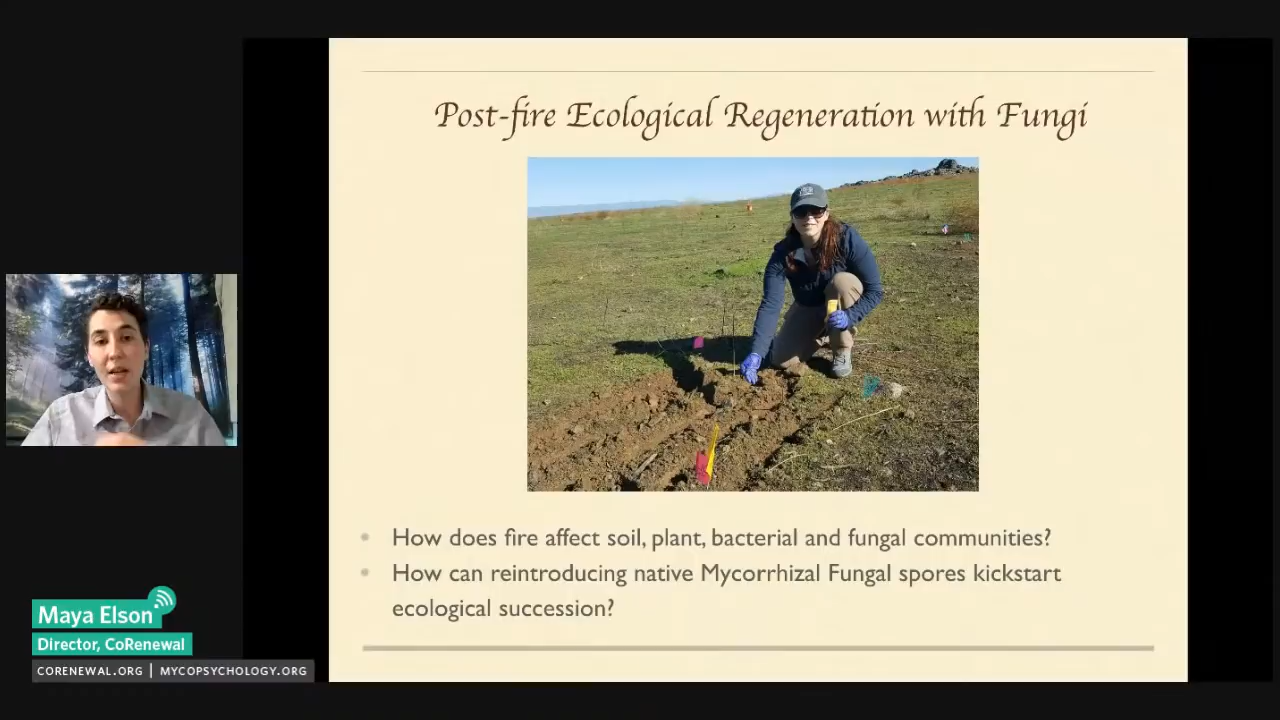 Post-fire Ecological Regeneration with Fungi
How does fire affect soil, plant, bacterial and fungal communities?
How can reintroducing native Mycorrhizal Fungal spores kickstart
ecological succession?
Maya Elson
Director, CoRenewal
CORENEWAL.ORG | MYCOPSYCHOLOGY.ORG